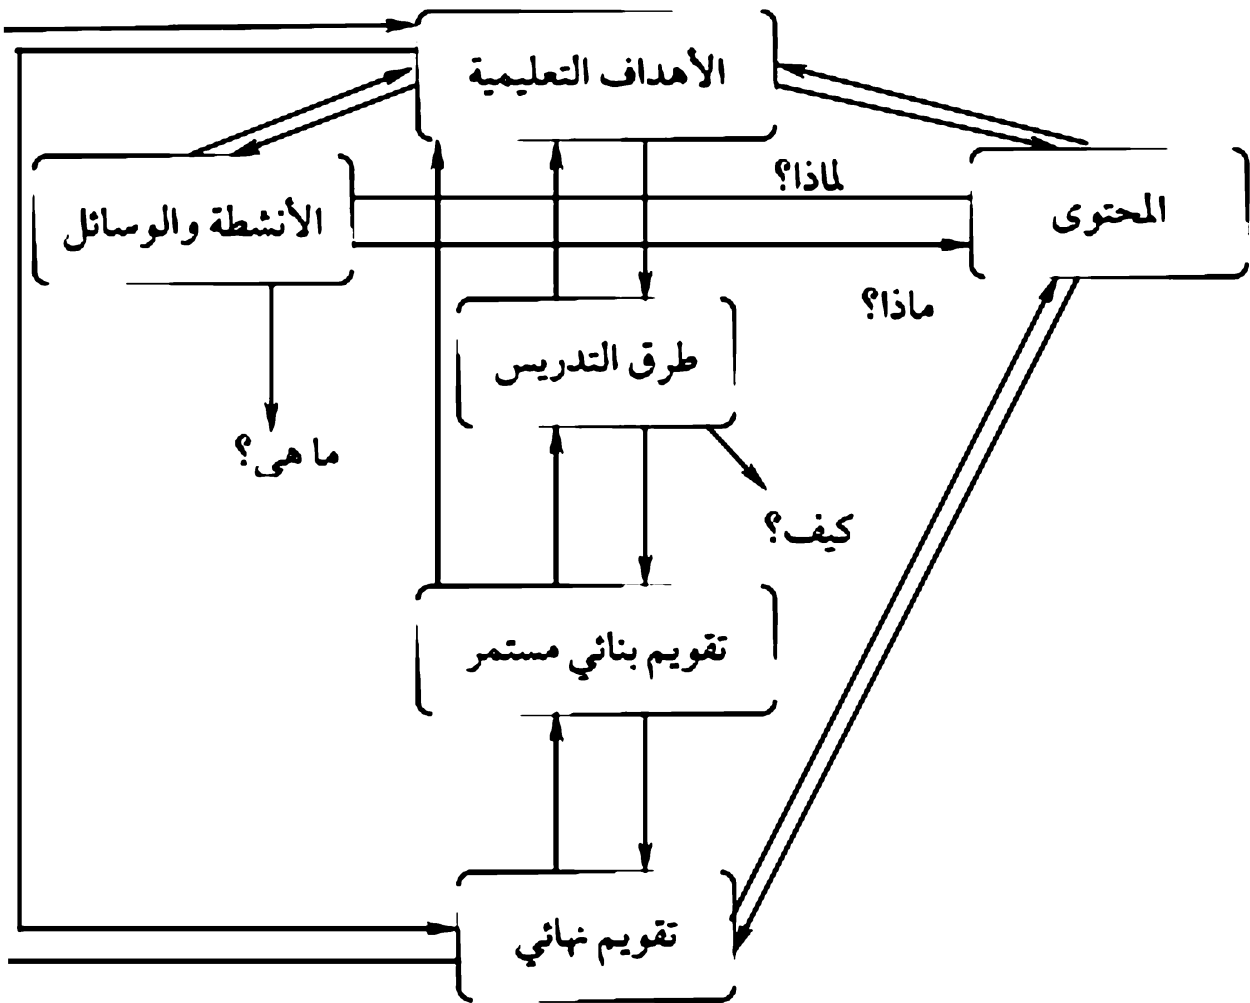 الأهداف التعليمية
لماذا؟
المحتوى
الأنشطة والوسائل
ماذا؟
طرق التدريس
ما هي؟
كيف؟
تقويم بنائي مستمر
تقويم نهائي